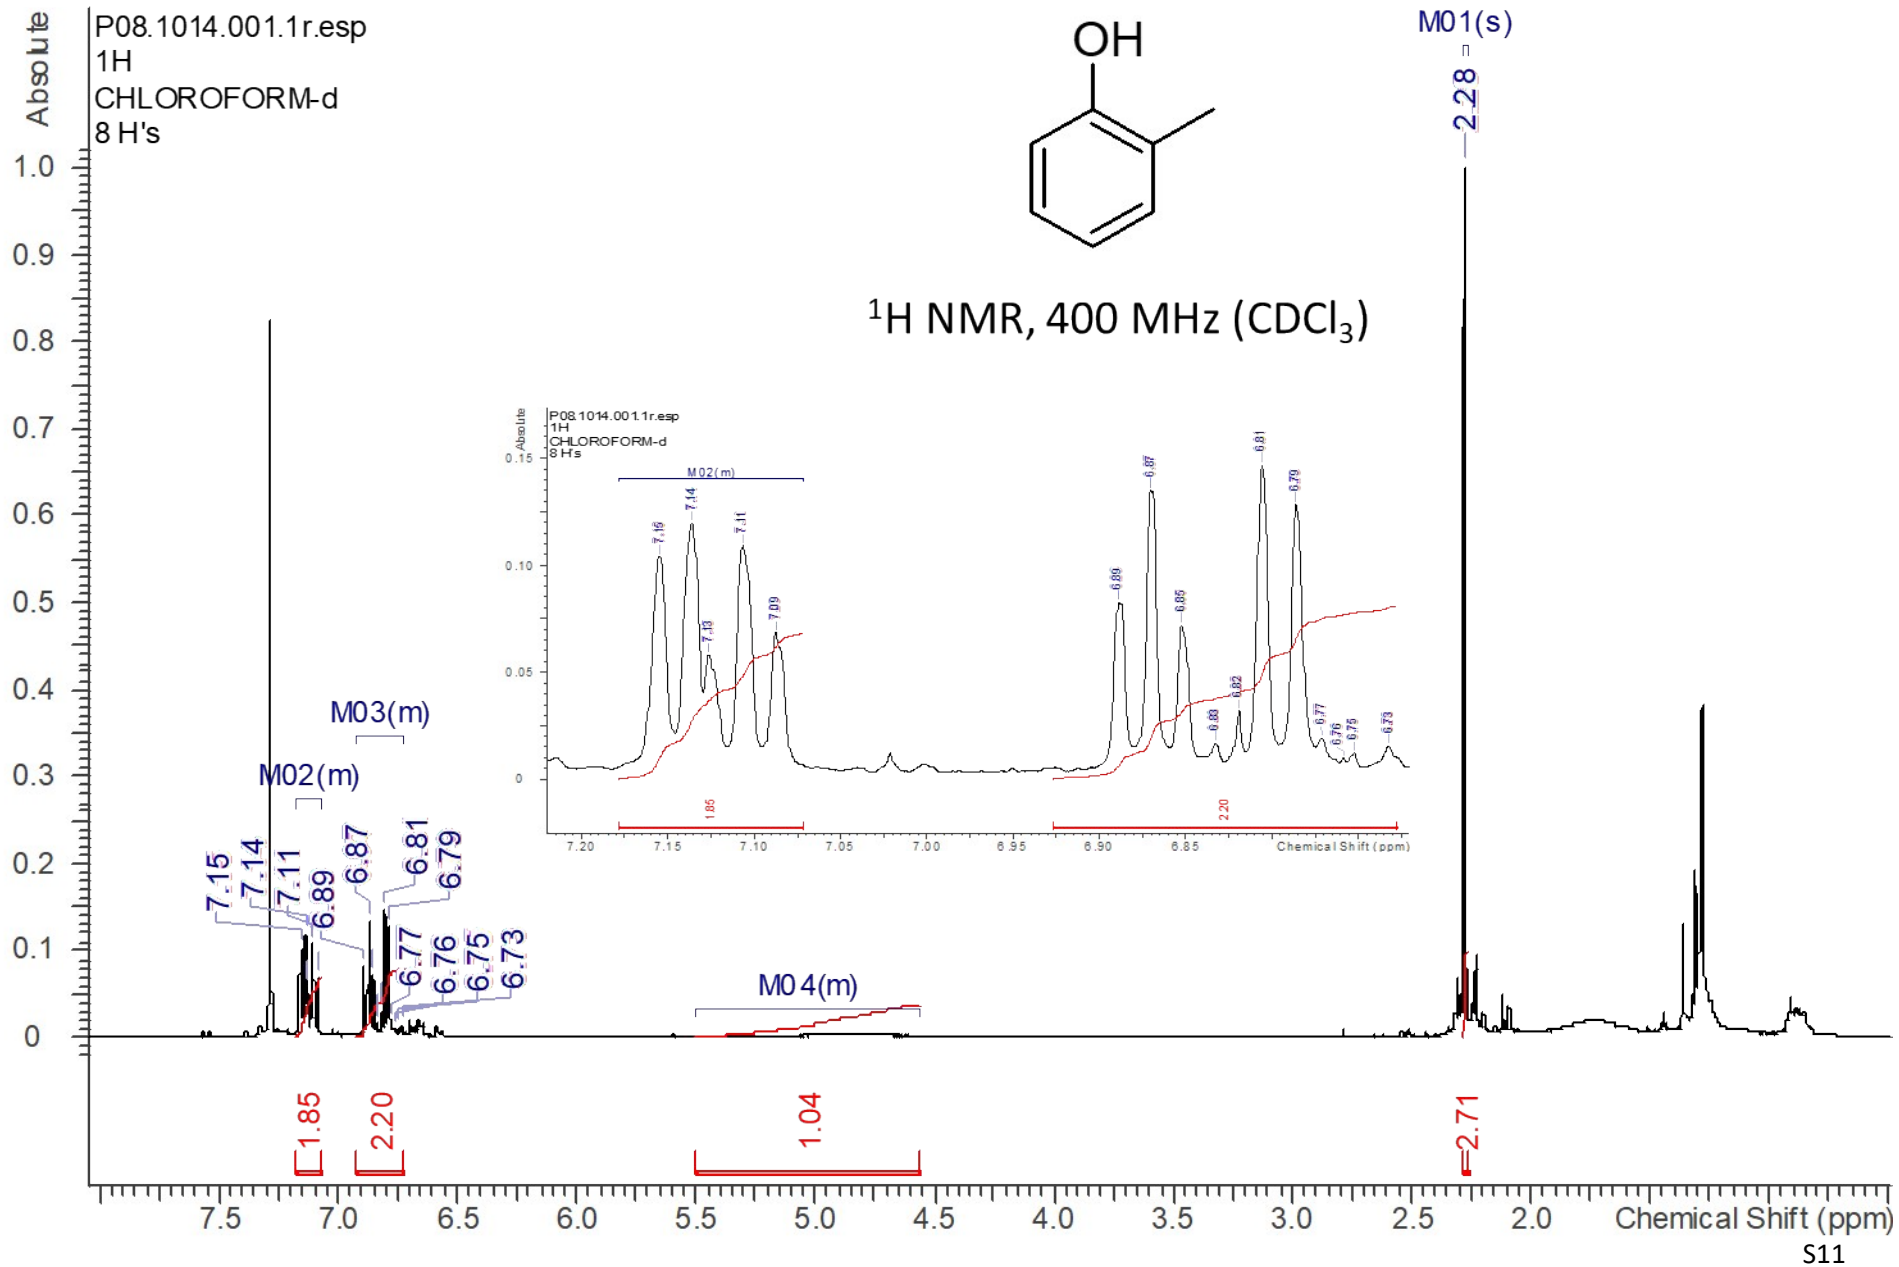 Absolute
P08.1014.001.1r.esp
1H
CHLOROFORM-d
8 H's
OH
M01(s)
2.28
1.0
0.9
0.8
0.7
0.6
0.5
0.4
0.3
0.2
0.1
0
¹H NMR, 400 MHz (CDCl₃)
Absolute
P08.1014.001.1r.esp
1H
CHLOROFORM-d
8 H's
0.15
0.10
0.05
0
M02(m)
7.15
7.14
7.13
7.11
7.09
6.89
6.87
6.85
6.83
6.82
6.81
6.79
6.77
6.76
6.75
6.73
1.85
2.20
7.20 7.15 7.10 7.05 7.00 6.95 6.90 6.85 Chemical Shift (ppm)
M03(m)
M02(m)
7.15
7.14
7.11
6.89
6.87
6.81
6.79
6.77
6.76
6.75
6.73
M04(m)
1.85
2.20
1.04
2.71
7.5 7.0 6.5 6.0 5.5 5.0 4.5 4.0 3.5 3.0 2.5 2.0 Chemical Shift (ppm)
S11